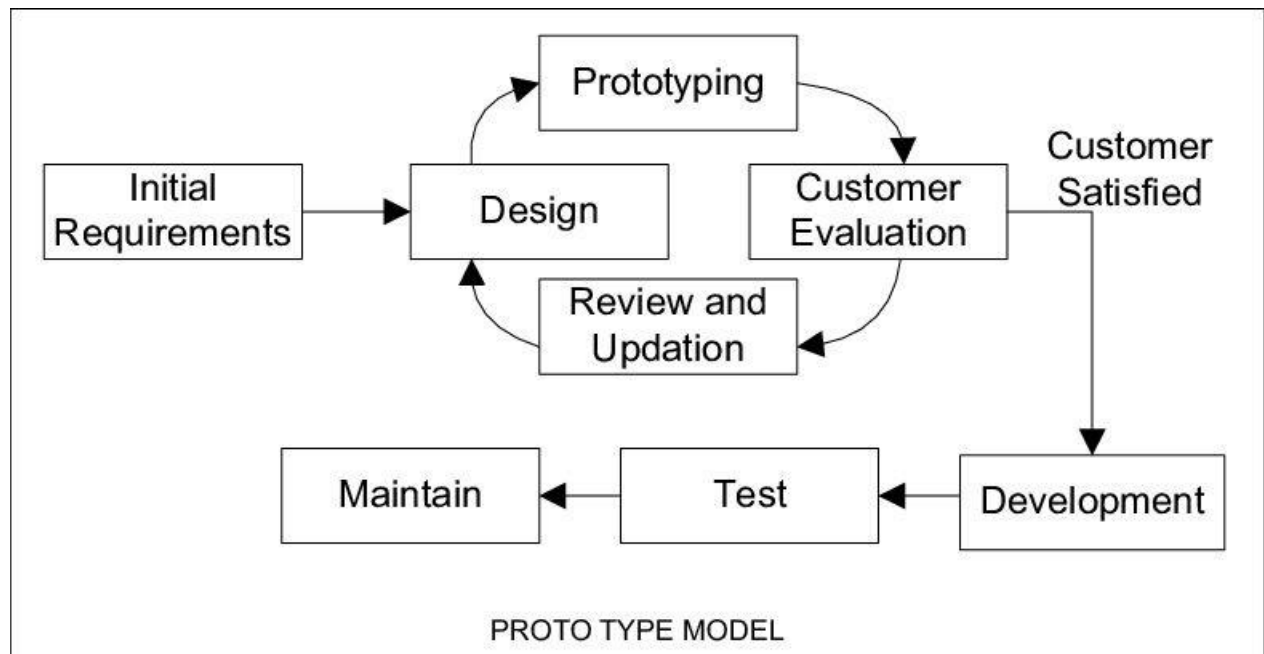 Prototyping
Customer
Satisfied
Initial
Requirements
Design
Customer
Evaluation
Review and
Updation
Maintain
Test
Development
PROTO TYPE MODEL